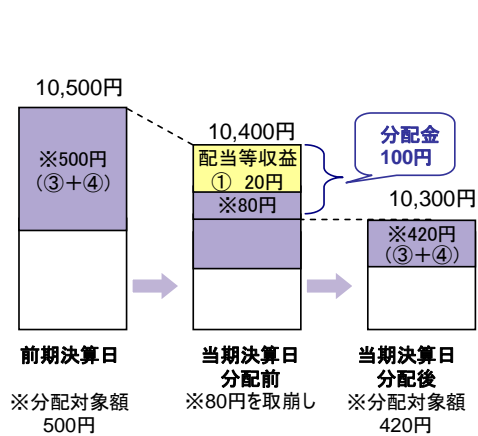 10,500円
※500円
(③+④)
前期決算日
※分配対象額
500円
10,400円
配当等収益
① 20円
※80円
当期決算日
分配前
※80円を取崩し
分配金
100円
10,300円
※420円
(③+④)
当期決算日
分配後
※分配対象額
420円